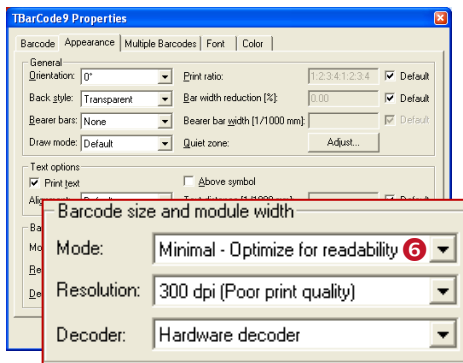 TBarCode9 Properties
Barcode Appearance Multiple Barcodes Font Color
General
Orientation: 0° Print ratio: 1:2:3:4:1:2:3:4 Default
Back style: Transparent Bar width reduction [%]: 0.00 Default
Bearer bars: None Bearer bar width [1/1000 mm]: Default
Draw mode: Default Quiet zone: Adjust...
Text options
Print text Above symbol
Barcode size and module width
Mode: Minimal - Optimize for readability 6
Resolution: 300 dpi (Poor print quality)
Decoder: Hardware decoder